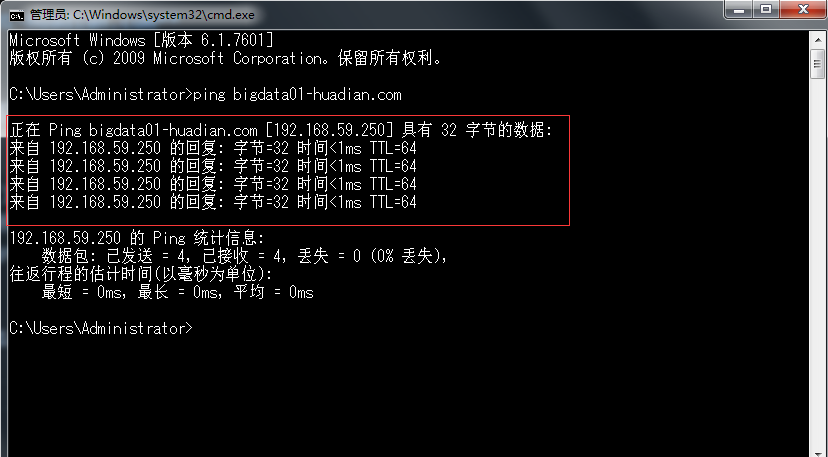 管理员: C:\Windows\system32\cmd.exe
Microsoft Windows [版本 6.1.7601]
版权所有 (c) 2009 Microsoft Corporation。保留所有权利。
C:\Users\Administrator>ping bigdata01-huadian.com
正在 Ping bigdata01-huadian.com [192.168.59.250] 具有 32 字节的数据:
来自 192.168.59.250 的回复: 字节=32 时间<1ms TTL=64
来自 192.168.59.250 的回复: 字节=32 时间<1ms TTL=64
来自 192.168.59.250 的回复: 字节=32 时间<1ms TTL=64
来自 192.168.59.250 的回复: 字节=32 时间<1ms TTL=64
192.168.59.250 的 Ping 统计信息:
数据包: 已发送 = 4，已接收 = 4，丢失 = 0 (0% 丢失)，
往返行程的估计时间(以毫秒为单位):
最短 = 0ms，最长 = 0ms，平均 = 0ms
C:\Users\Administrator>